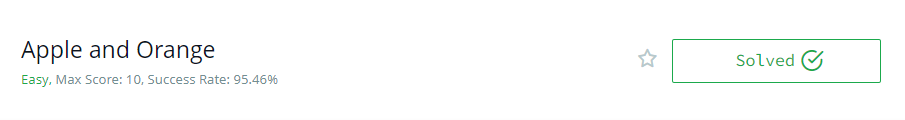 Apple and Orange
Easy, Max Score: 10, Success Rate: 95.46%
Solved